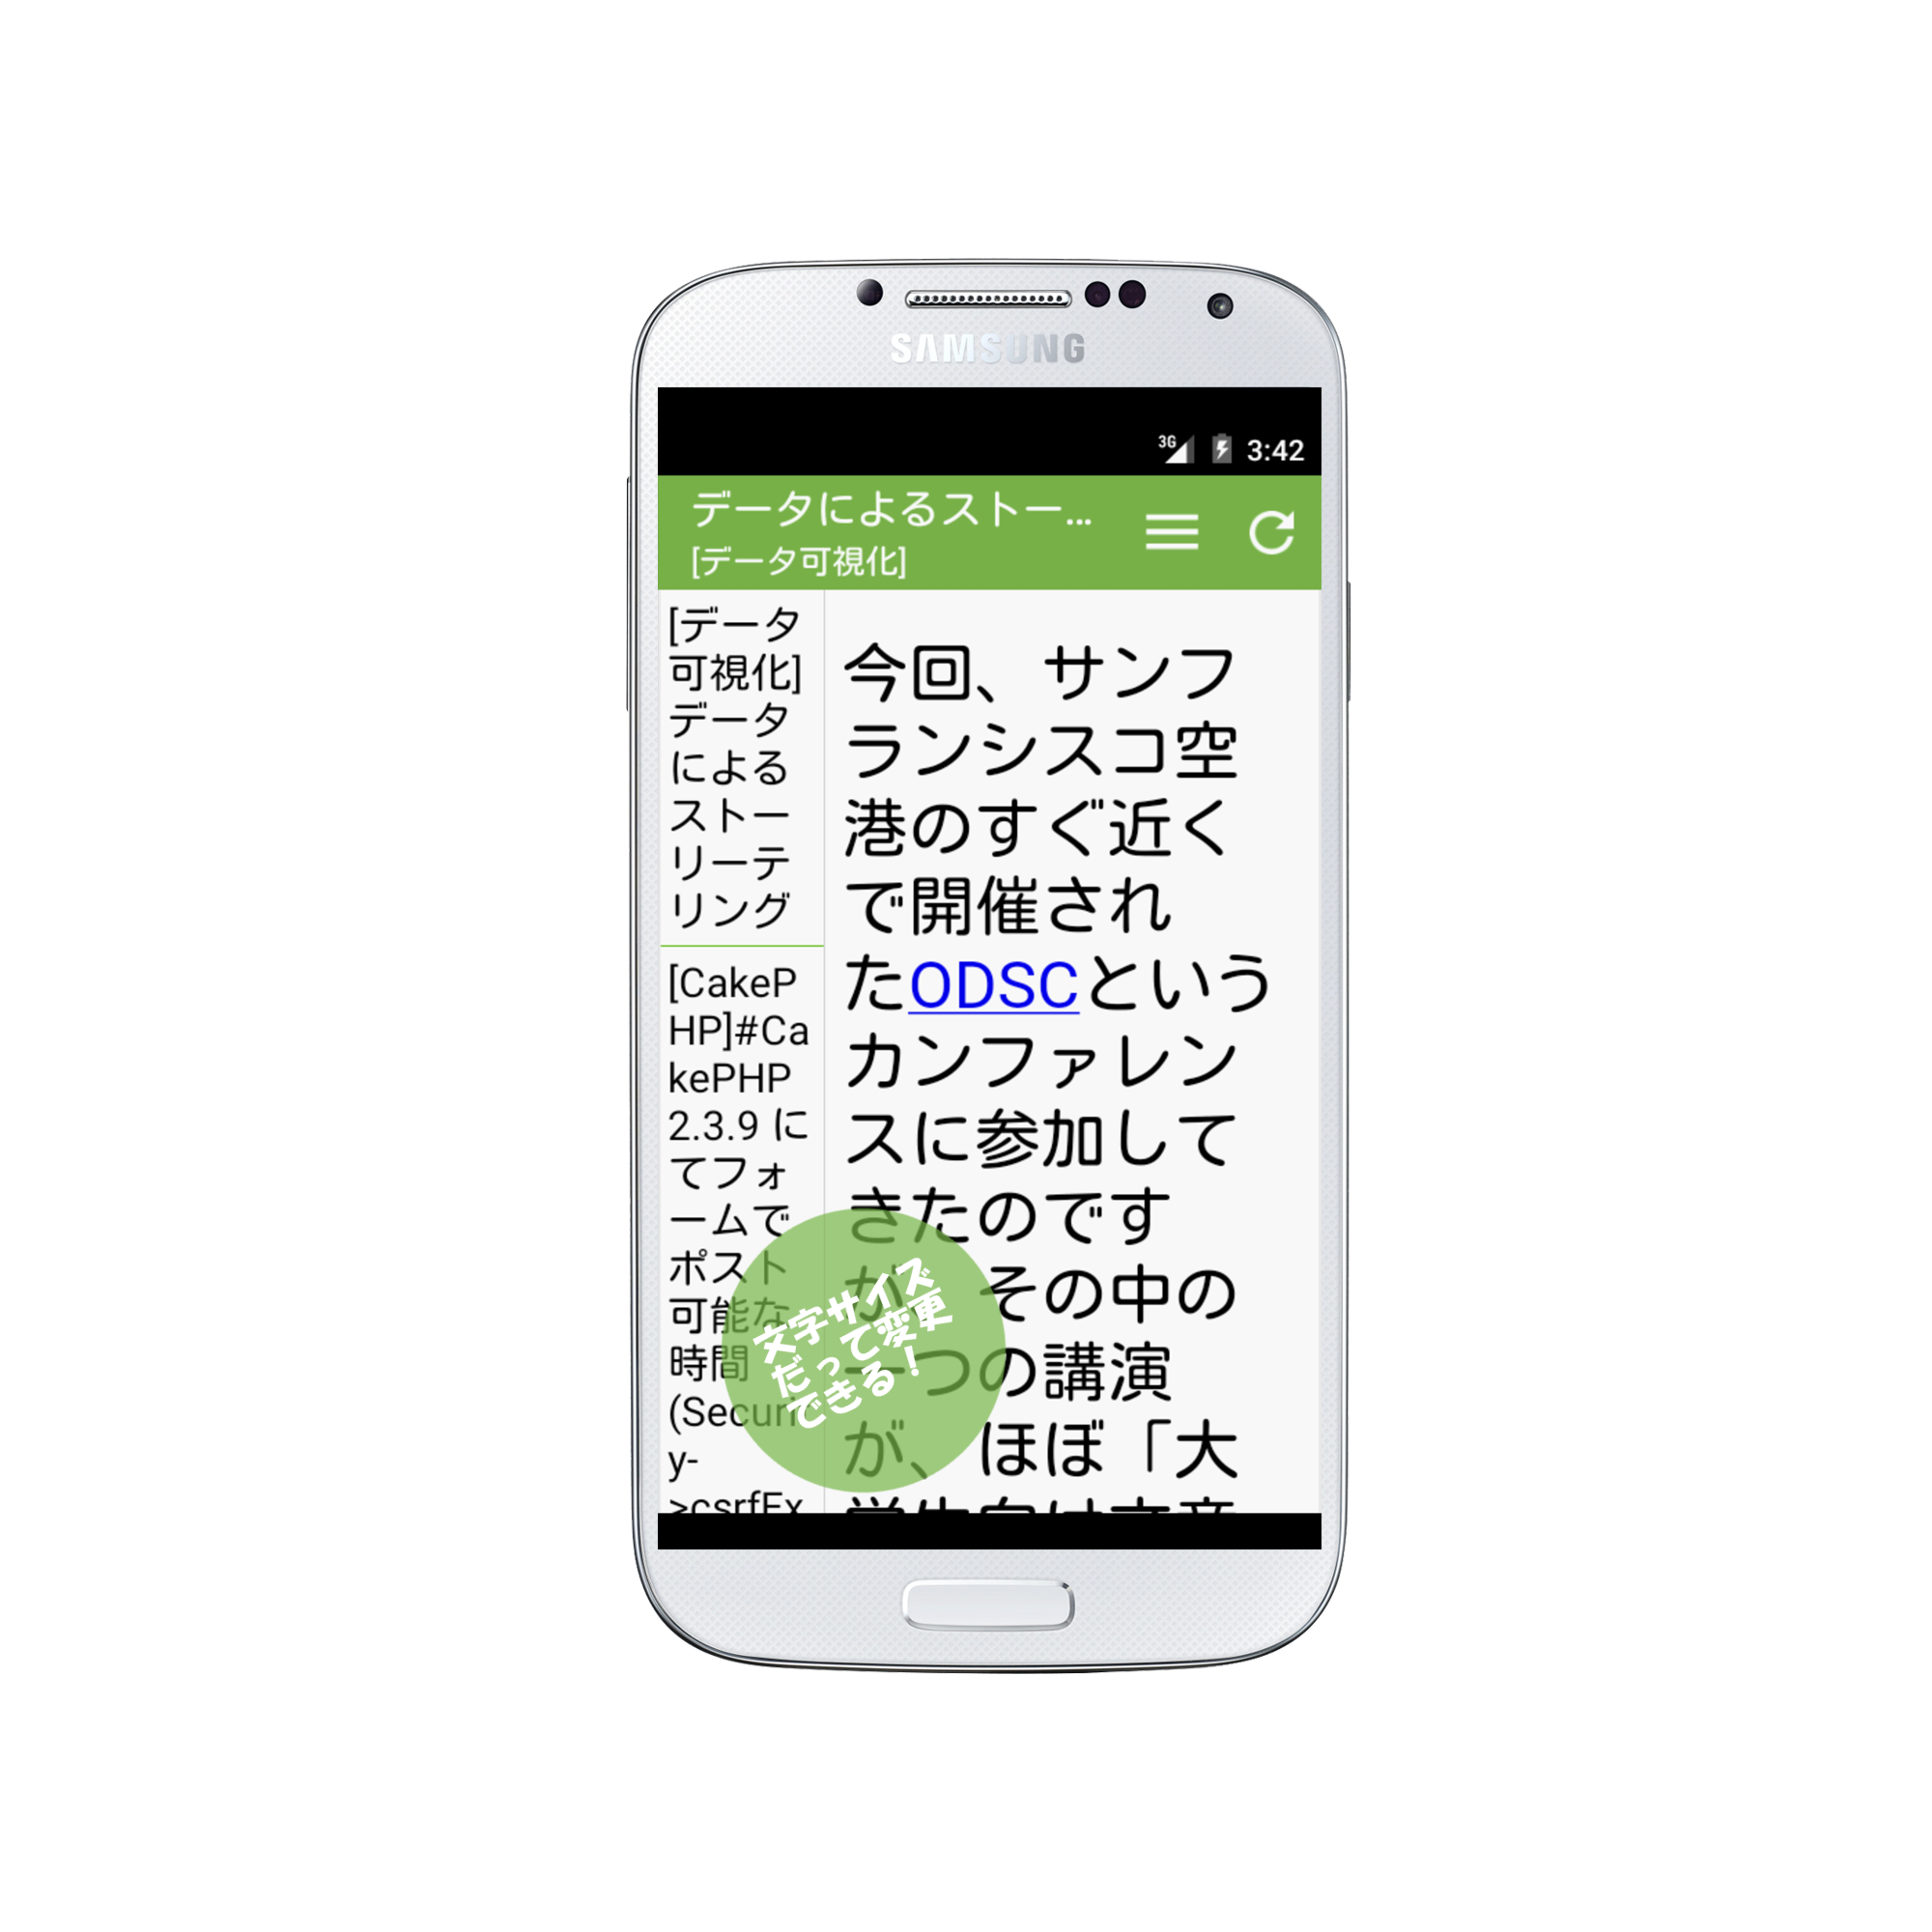 SAMSUNG
3G
3:42
データによるストー...
[データ可視化]
[データ
可視化]
データ
による
ストー
リーテ
リング
[CakeP
HP]#Ca
kePHP
2.3.9 に
てフォ
ームで
ポスト
可能な
時間
(Securi
y-
>csrfEx
今回、サンフ
ランシスコ空
港のすぐ近く
で開催され
たODSCという
カンファレン
スに参加して
きたのです
が、その中の
一つの講演
が、ほぼ「大
文字サイズ
だって変更
できる!